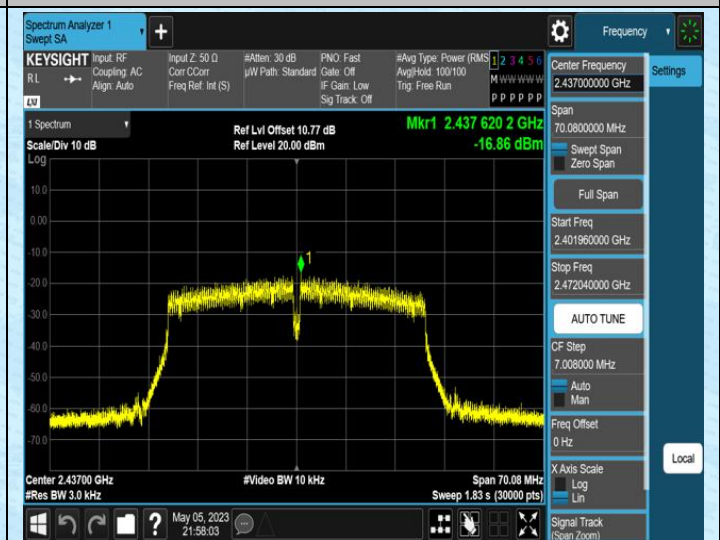 Spectrum Analyzer 1
Swept SA
+
Frequency
KEYSIGHT
RL
LXI
Input: RF
Coupling: AC
Align: Auto
Input Z: 50 Ω
Corr CCorr
Freq Ref: Int (S)
#Atten: 30 dB
µW Path: Standard
PNO: Fast
Gate: Off
IF Gain: Low
Sig Track: Off
#Avg Type: Power (RMS
Avg|Hold: 100/100
Trig: Free Run
1 2 3 4 5 6
M W W W W W
P P P P P P
1 Spectrum
Scale/Div 10 dB
Log
Ref Lvl Offset 10.77 dB
Ref Level 20.00 dBm
Mkr1 2.437 620 2 GHz
-16.86 dBm
10.0
0.00
-10.0
-20.0
-30.0
-40.0
-50.0
-60.0
-70.0
1
Center 2.43700 GHz
#Res BW 3.0 kHz
#Video BW 10 kHz
Span 70.08 MHz
Sweep 1.83 s (30000 pts)
?
May 05, 2023
21:58:03
Center Frequency
2.437000000 GHz
Span
70.0800000 MHz
Swept Span
Zero Span
Full Span
Start Freq
2.401960000 GHz
Stop Freq
2.472040000 GHz
AUTO TUNE
CF Step
7.008000 MHz
Auto
Man
Freq Offset
0 Hz
X Axis Scale
Log
Lin
Signal Track
(Span Zoom)
Settings
Local